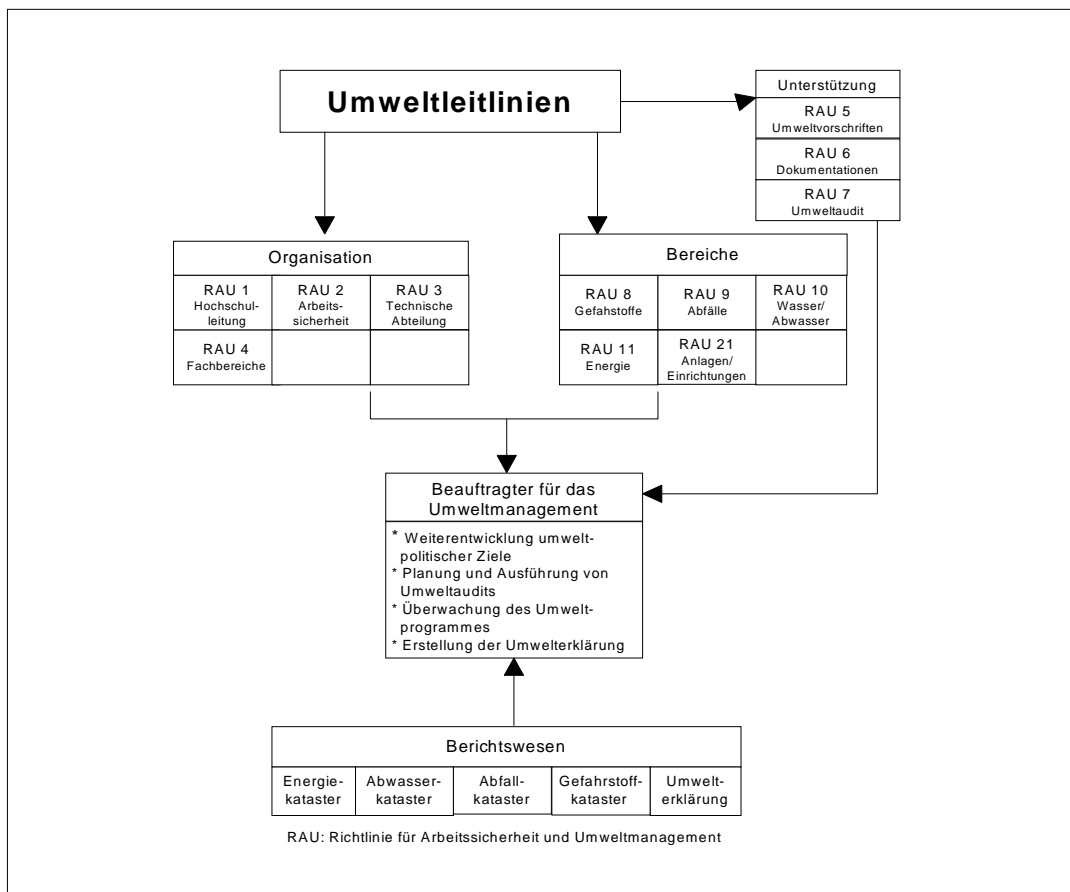 Umweltleitlinien
Unterstützung
RAU 5
Umweltvorschriften
RAU 6
Dokumentationen
RAU 7
Umweltaudit
Organisation
RAU 1
Hochschul-
leitung
RAU 2
Arbeits-
sicherheit
RAU 3
Technische
Abteilung
RAU 4
Fachbereiche
Bereiche
RAU 8
Gefahstoffe
RAU 9
Abfälle
RAU 10
Wasser/
Abwasser
RAU 11
Energie
RAU 21
Anlagen/
Einrichtungen
Beauftragter für das
Umweltmanagement
* Weiterentwicklung umwelt-
politischer Ziele
* Planung und Ausführung von
Umweltaudits
* Überwachung des Umwelt-
programmes
* Erstellung der Umwelterklärung
Berichtswesen
Energie-
kataster
Abwasser-
kataster
Abfall-
kataster
Gefahrstoff-
kataster
Umwelt-
erklärung
RAU: Richtlinie für Arbeitssicherheit und Umweltmanagement